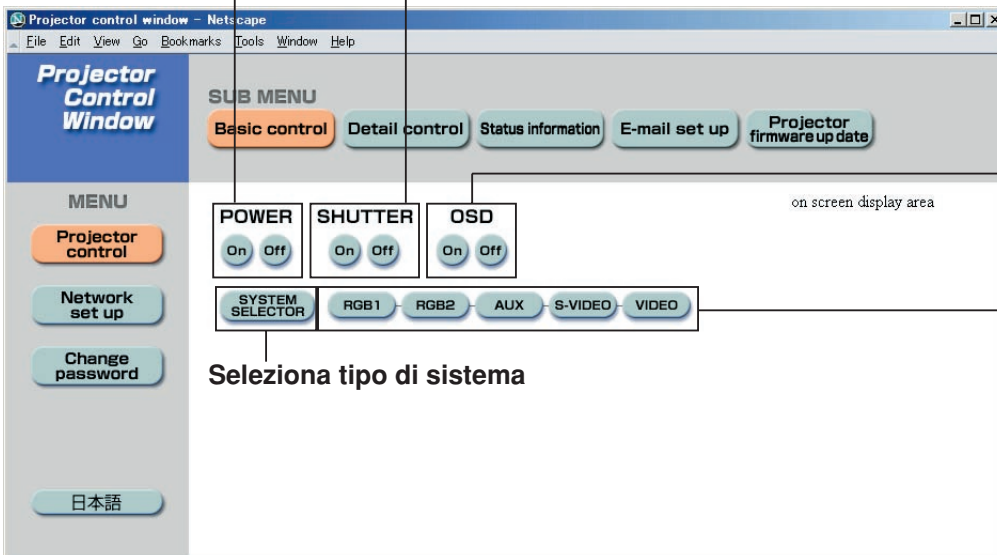 Projector control window - Netscape
File Edit View Go Bookmarks Tools Window Help
Projector
Control
Window
SUB MENU
Basic control Detail control Status information E-mail set up Projector firmware up date
MENU
Projector
control
Network
set up
Change
password
日本語
on screen display area
POWER SHUTTER OSD
On Off On Off On Off
SYSTEM SELECTOR RGB1 RGB2 AUX S-VIDEO VIDEO
Seleziona tipo di sistema